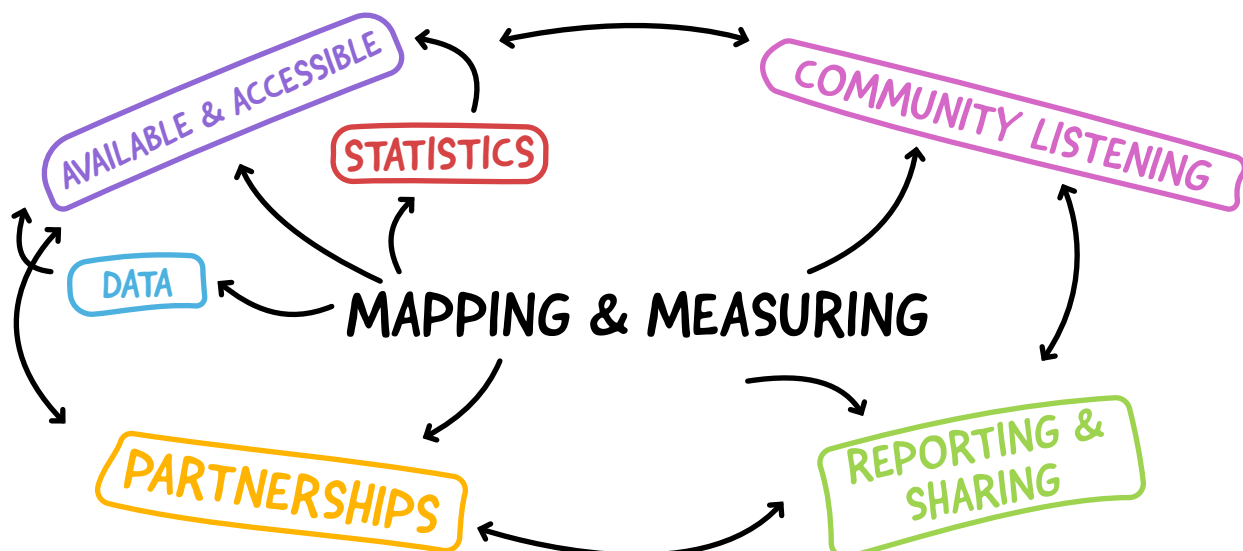 AVAILABLE & ACCESSIBLE
COMMUNITY LISTENING
STATISTICS
DATA
MAPPING & MEASURING
PARTNERSHIPS
REPORTING &
SHARING